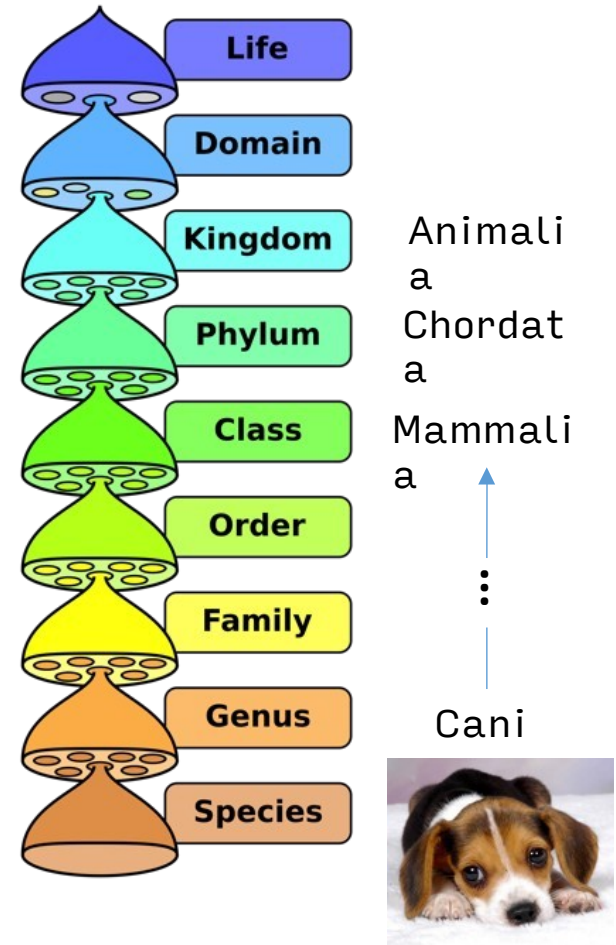 Life
Domain
Kingdom
Animali
a
Phylum
Chordat
a
Class
Mammali
a
Order
Family
Genus
Cani
Species